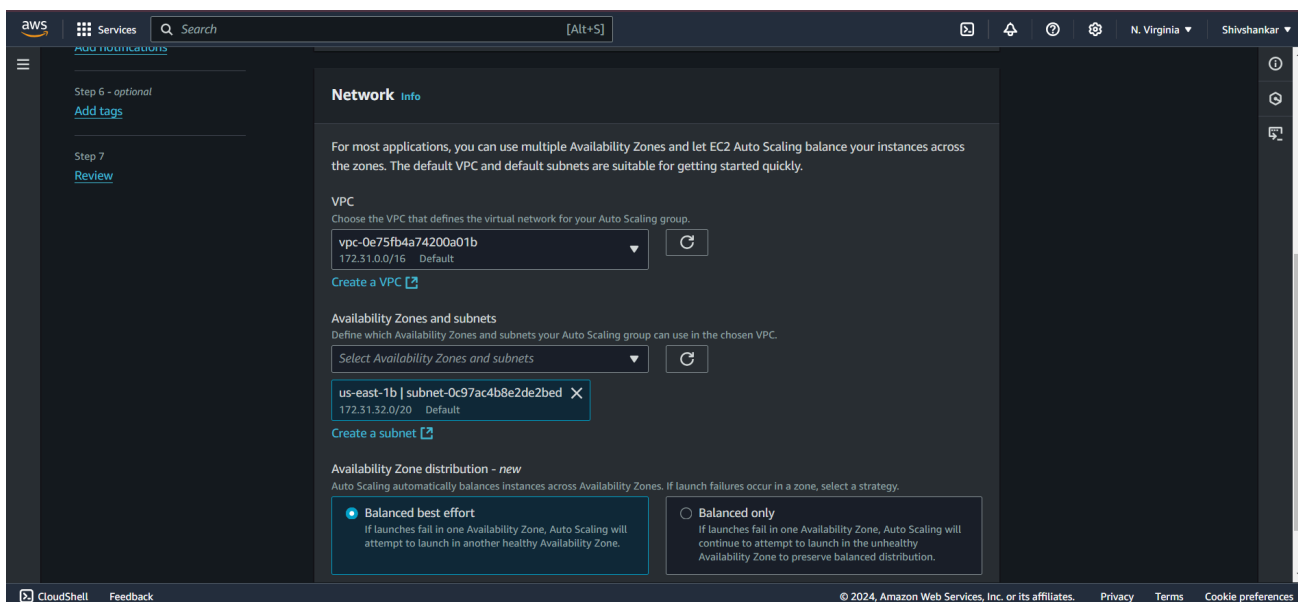 aws
Services
Search [Alt+S]
N. Virginia ▼
Shivshankar ▼
Add notifications
Step 6 - optional
Add tags
Step 7
Review
Network Info
For most applications, you can use multiple Availability Zones and let EC2 Auto Scaling balance your instances across
the zones. The default VPC and default subnets are suitable for getting started quickly.
VPC
Choose the VPC that defines the virtual network for your Auto Scaling group.
vpc-0e75fb4a74200a01b
172.31.0.0/16 Default
Create a VPC
Availability Zones and subnets
Define which Availability Zones and subnets your Auto Scaling group can use in the chosen VPC.
Select Availability Zones and subnets
us-east-1b | subnet-0c97ac4b8e2de2bed
172.31.32.0/20 Default
Create a subnet
Availability Zone distribution - new
Auto Scaling automatically balances instances across Availability Zones. If launch failures occur in a zone, select a strategy.
Balanced best effort
If launches fail in one Availability Zone, Auto Scaling will
attempt to launch in another healthy Availability Zone.
Balanced only
If launches fail in one Availability Zone, Auto Scaling will
continue to attempt to launch in the unhealthy
Availability Zone to preserve balanced distribution.
CloudShell Feedback
© 2024, Amazon Web Services, Inc. or its affiliates. Privacy Terms Cookie preferences